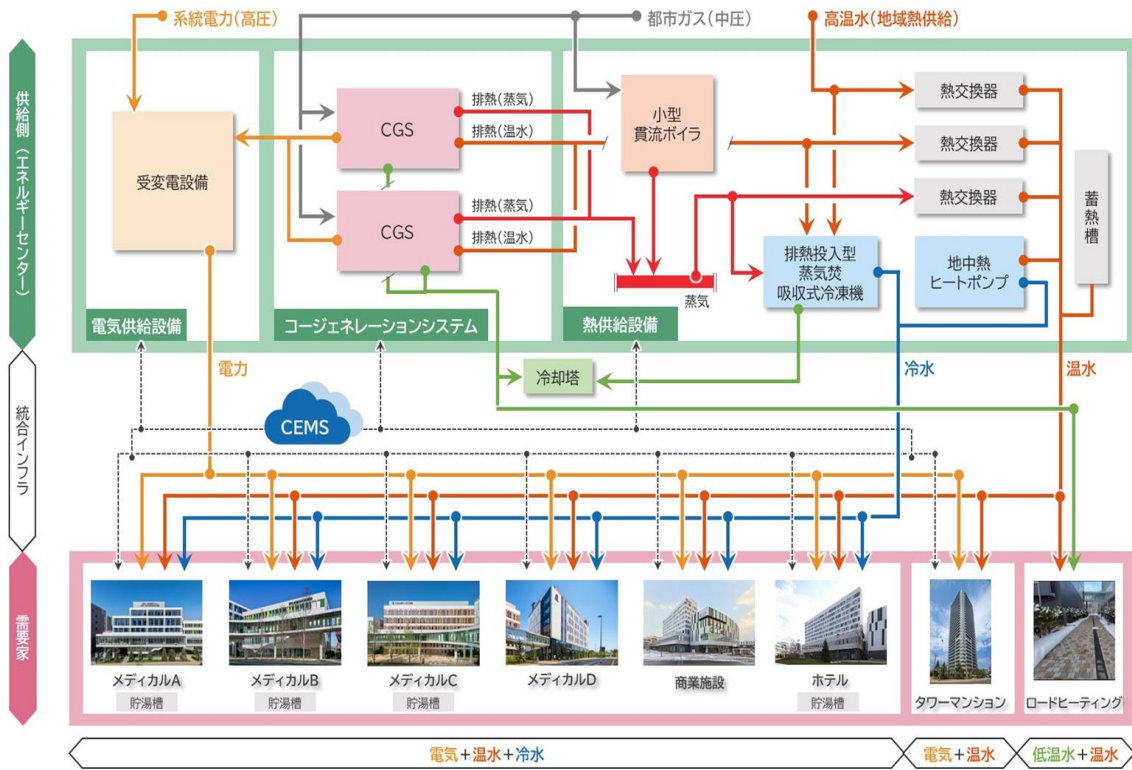 系統電力(高圧)
都市ガス(中圧)
高温水(地域熱供給)
供給側(エネルギーセンター)
受変電設備
CGS
排熱(蒸気)
排熱(温水)
CGS
排熱(蒸気)
排熱(温水)
小型
貫流ボイラ
熱交換器
熱交換器
熱交換器
蓄熱槽
排熱投入型
蒸気焚
吸収式冷凍機
地中熱
ヒートポンプ
蒸気
電気供給設備
コージェネレーションシステム
熱供給設備
統合インフラ
電力
冷却塔
冷水
温水
CEMS
需要家
メディカルA
メディカルB
貯湯槽
メディカルC
貯湯槽
メディカルD
商業施設
ホテル
貯湯槽
タワーマンション
ロードヒーティング
電気+温水+冷水
電気+温水
低温水+温水